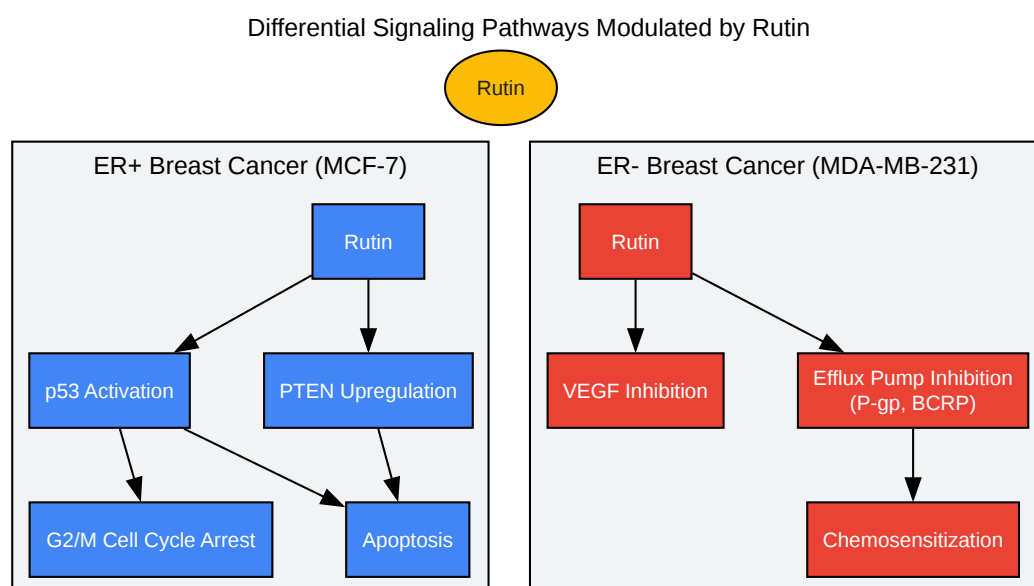 Differential Signaling Pathways Modulated by Rutin
Rutin
ER+ Breast Cancer (MCF-7)
Rutin
p53 Activation
PTEN Upregulation
G2/M Cell Cycle Arrest
Apoptosis
ER- Breast Cancer (MDA-MB-231)
Rutin
VEGF Inhibition
Efflux Pump Inhibition
(P-gp, BCRP)
Chemosensitization